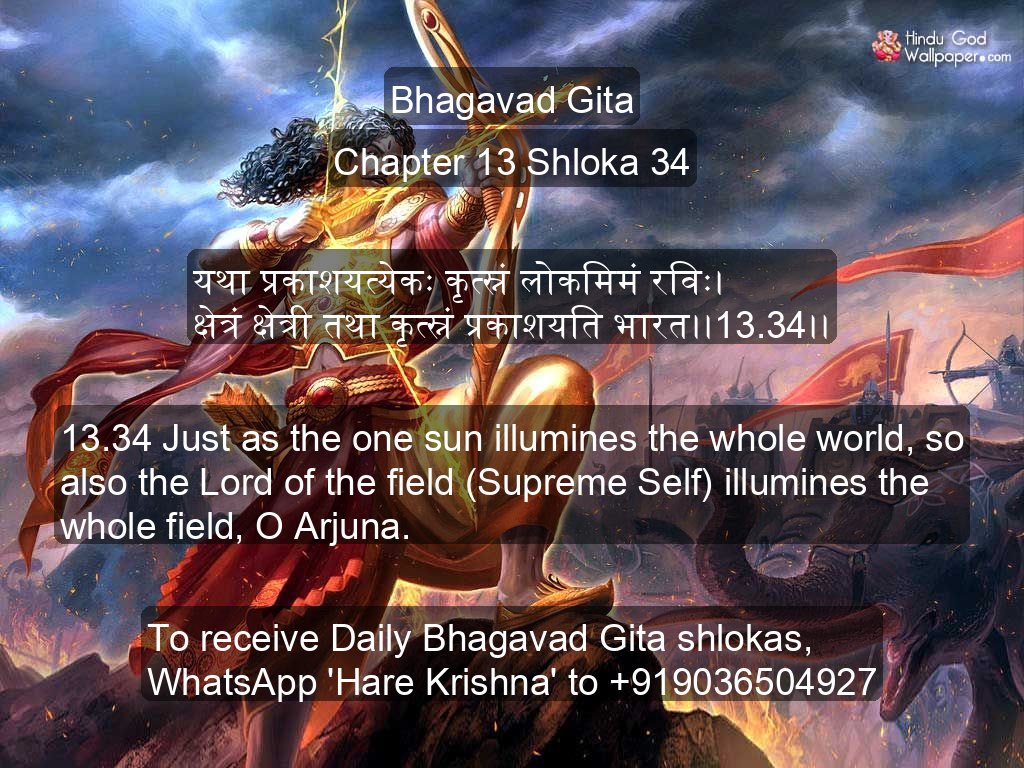 Hindu God
Wallpaper.com
Bhagavad Gita
Chapter 13 Shloka 34
यथा प्रकाशयत्येकः कृत्स्नं लोकमिमं रविः।
क्षेत्रं क्षेत्री तथा कृत्स्नं प्रकाशयति भारत।।13.34।।
13.34 Just as the one sun illumines the whole world, so
also the Lord of the field (Supreme Self) illumines the
whole field, O Arjuna.
To receive Daily Bhagavad Gita shlokas,
WhatsApp 'Hare Krishna' to +919036504927